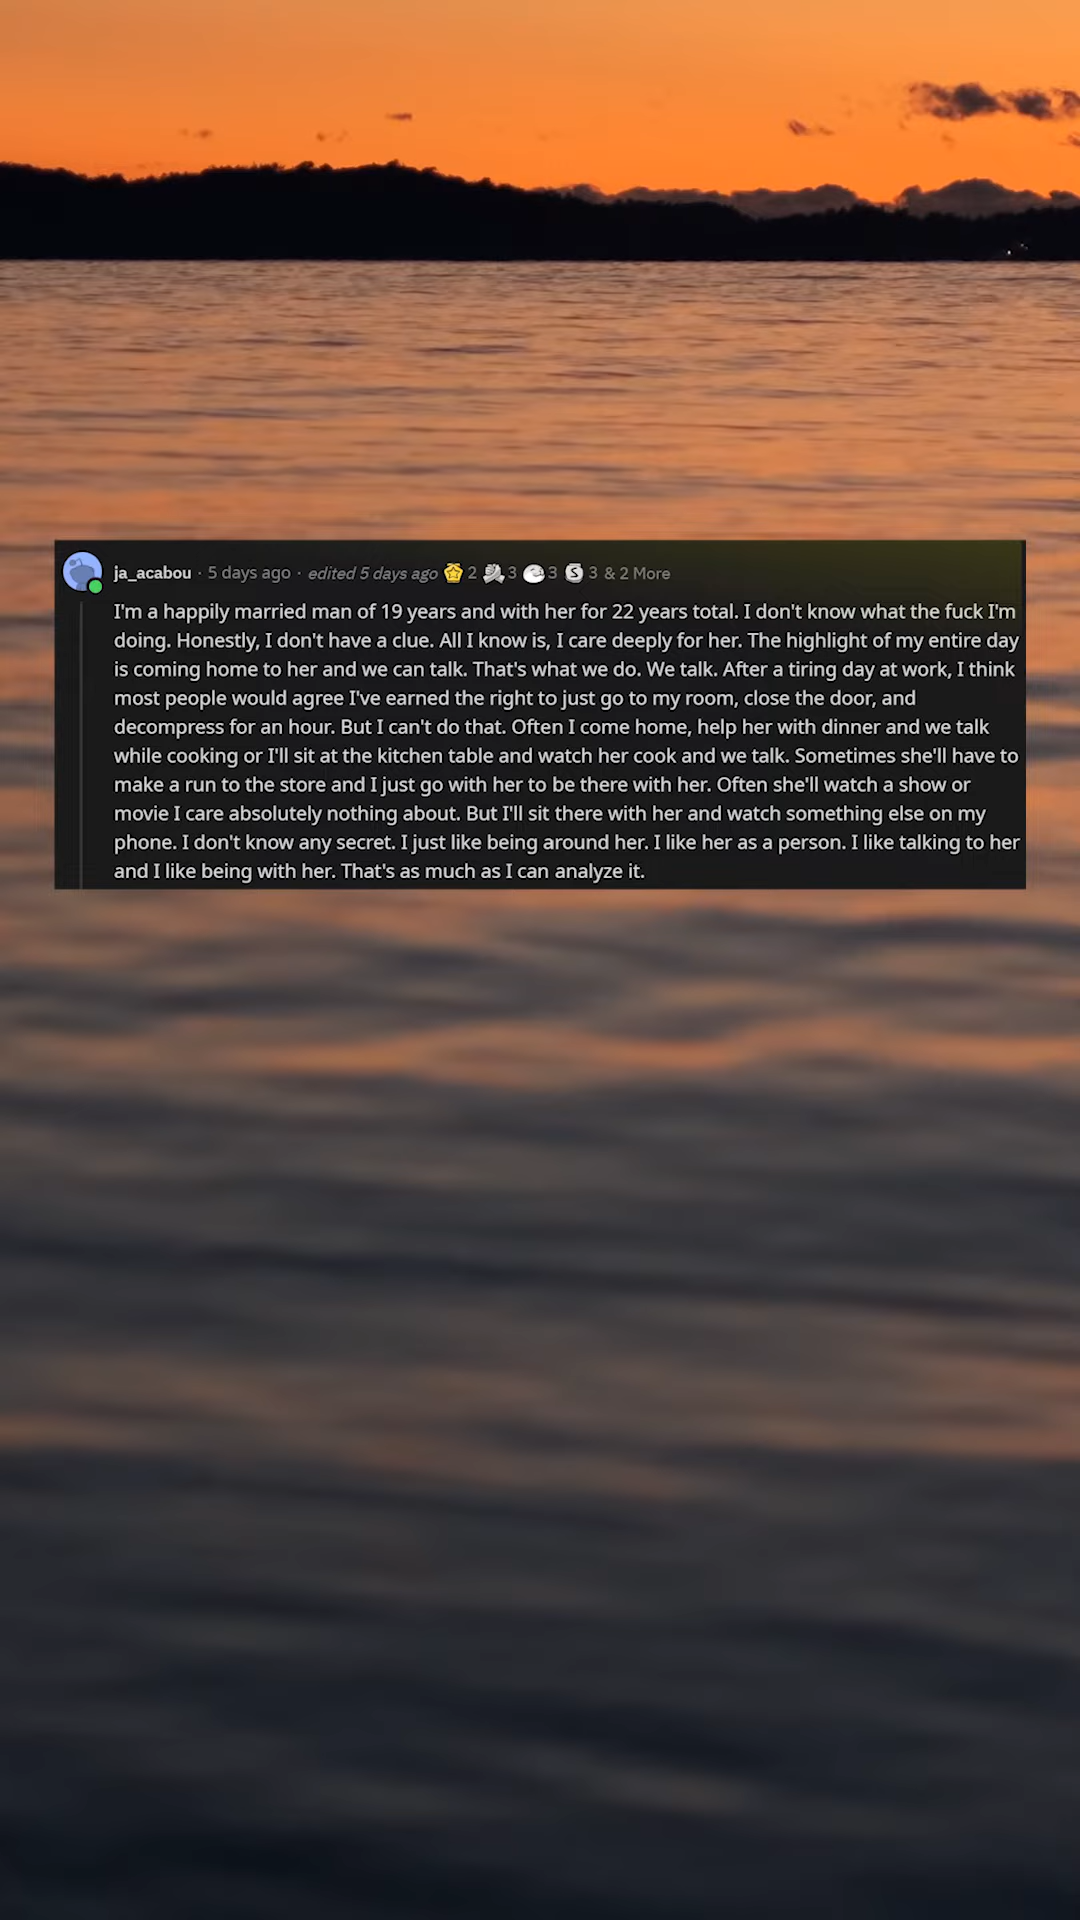 ja_acabou · 5 days ago · edited 5 days ago 2 3 3 S 3 & 2 More
I'm a happily married man of 19 years and with her for 22 years total. I don't know what the fuck I'm
doing. Honestly, I don't have a clue. All I know is, I care deeply for her. The highlight of my entire day
is coming home to her and we can talk. That's what we do. We talk. After a tiring day at work, I think
most people would agree I've earned the right to just go to my room, close the door, and
decompress for an hour. But I can't do that. Often I come home, help her with dinner and we talk
while cooking or I'll sit at the kitchen table and watch her cook and we talk. Sometimes she'll have to
make a run to the store and I just go with her to be there with her. Often she'll watch a show or
movie I care absolutely nothing about. But I'll sit there with her and watch something else on my
phone. I don't know any secret. I just like being around her. I like her as a person. I like talking to her
and I like being with her. That's as much as I can analyze it.